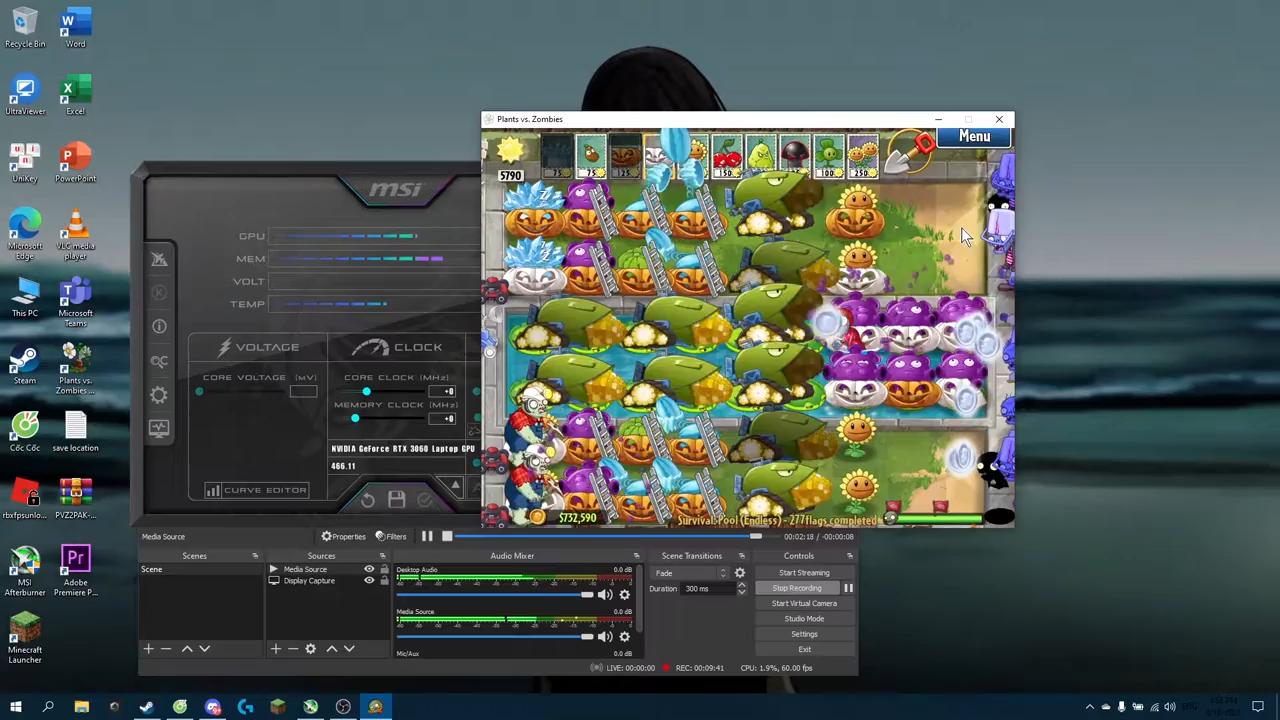 Recycle Bin
Word
UltraViewer
Excel
UniKey
PowerPoint
Microsoft
Edge
VLC media
player
This PC
Microsoft
Teams
Steam
Plants vs.
Zombies ...
Cốc Cốc
save location
rbxfpsunlo...
PVZ2PAK-...
MSI
Afterburner
Adobe
Premiere P...
Minecraft
Launcher
msi
GPU
MEM
VOLT
TEMP
VOLTAGE
CLOCK
CORE VOLTAGE (MV)
CORE CLOCK (MHz)
+0
MEMORY CLOCK (MHz)
+0
NVIDIA GeForce RTX 3060 Laptop GPU
466.11
CURVE EDITOR
Plants vs. Zombies
Menu
5790
75
75
125
150
100
250
$732,590
Survival: Pool (Endless) - 277 flags completed
Media Source
Properties
Filters
00:02:18 / -00:00:08
Scenes
Sources
Audio Mixer
Scene Transitions
Controls
Scene
Media Source
Display Capture
Desktop Audio
0.0 dB
Media Source
0.0 dB
Mic/Aux
0.0 dB
Fade
Duration
300 ms
Start Streaming
Stop Recording
Start Virtual Camera
Studio Mode
Settings
Exit
LIVE: 00:00:00
REC: 00:09:41
CPU: 1.9%, 60.00 fps
ENG